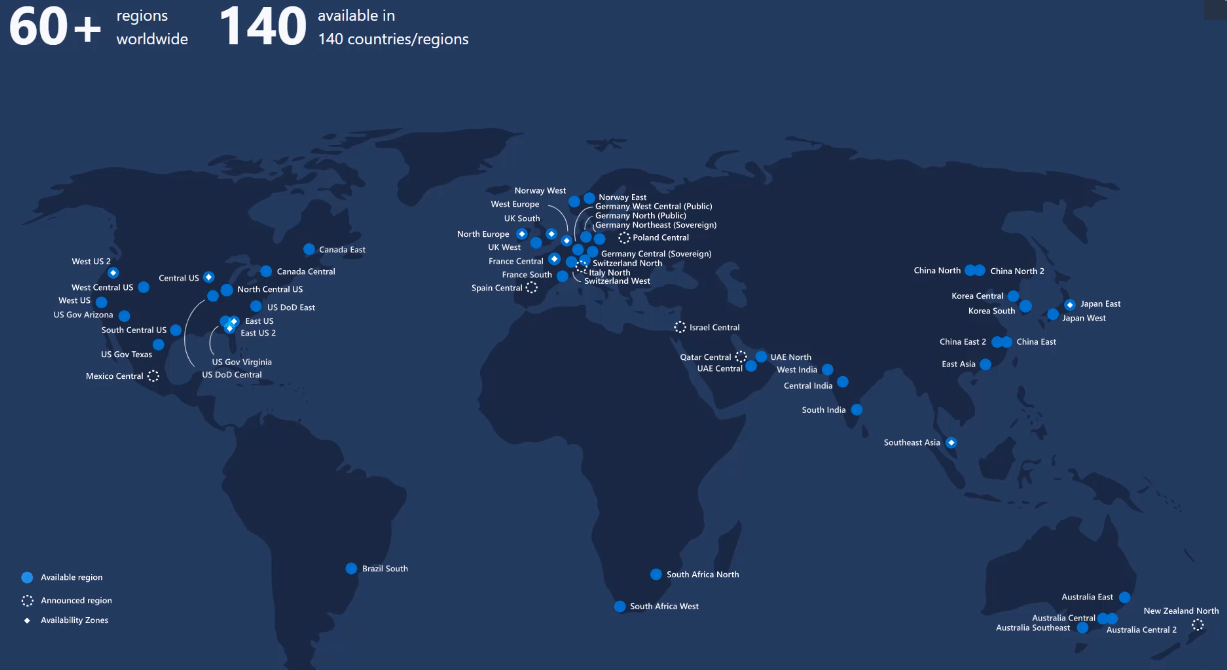 60+ regions worldwide
140 available in 140 countries/regions
Norway West
Norway East
West Europe
Germany West Central (Public)
UK South
Germany North (Public)
Germany Northeast (Sovereign)
North Europe
Poland Central
UK West
Germany Central (Sovereign)
France Central
Switzerland North
Italy North
France South
Switzerland West
Spain Central
Canada East
West US 2
Canada Central
Central US
West Central US
North Central US
West US
US DoD East
US Gov Arizona
East US
South Central US
East US 2
US Gov Texas
US Gov Virginia
US DoD Central
Mexico Central
China North
China North 2
Korea Central
Korea South
Japan East
Japan West
Israel Central
China East 2
China East
Qatar Central
UAE North
UAE Central
West India
East Asia
Central India
South India
Southeast Asia
Brazil South
South Africa North
South Africa West
Available region
Announced region
Availability Zones
Australia East
New Zealand North
Australia Central
Australia Southeast
Australia Central 2